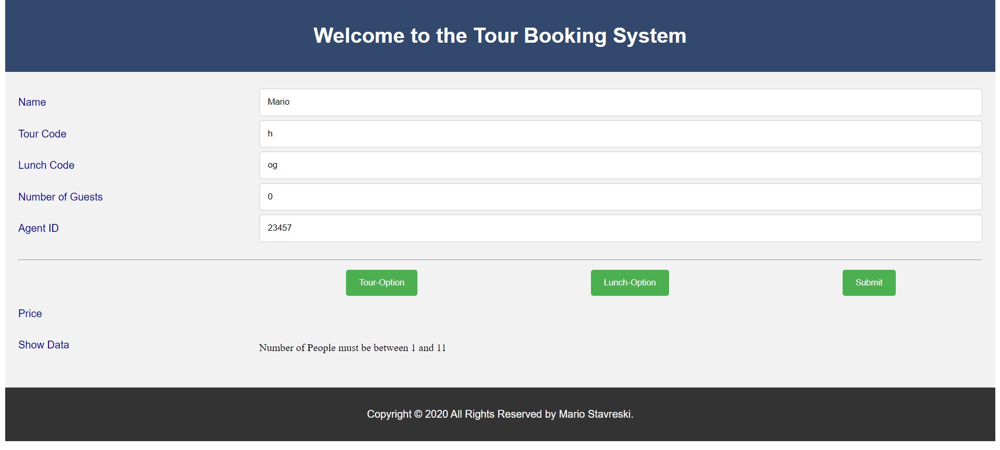 Welcome to the Tour Booking System
Name
Mario
Tour Code
h
Lunch Code
og
Number of Guests
0
Agent ID
23457
Tour-Option
Lunch-Option
Submit
Price
Show Data
Number of People must be between 1 and 11
Copyright © 2020 All Rights Reserved by Mario Stavreski.